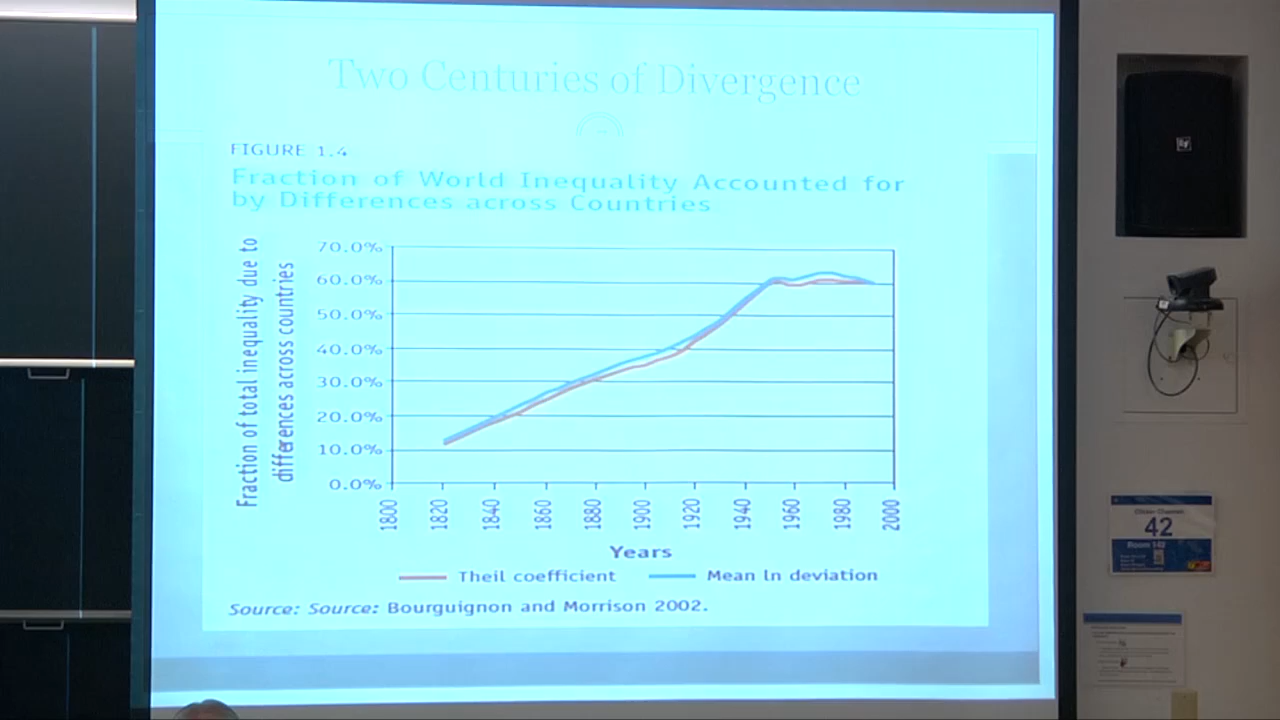 Two Centuries of Divergence
FIGURE 1.4
Fraction of World Inequality Accounted for
by Differences across Countries
Fraction of total inequality due to
differences across countries
70.0%
60.0%
50.0%
40.0%
30.0%
20.0%
10.0%
0.0%
1800
1820
1840
1860
1880
1900
1920
1940
1960
1980
2000
Years
Theil coefficient
Mean ln deviation
Source: Source: Bourguignon and Morrison 2002.
42
Room 142